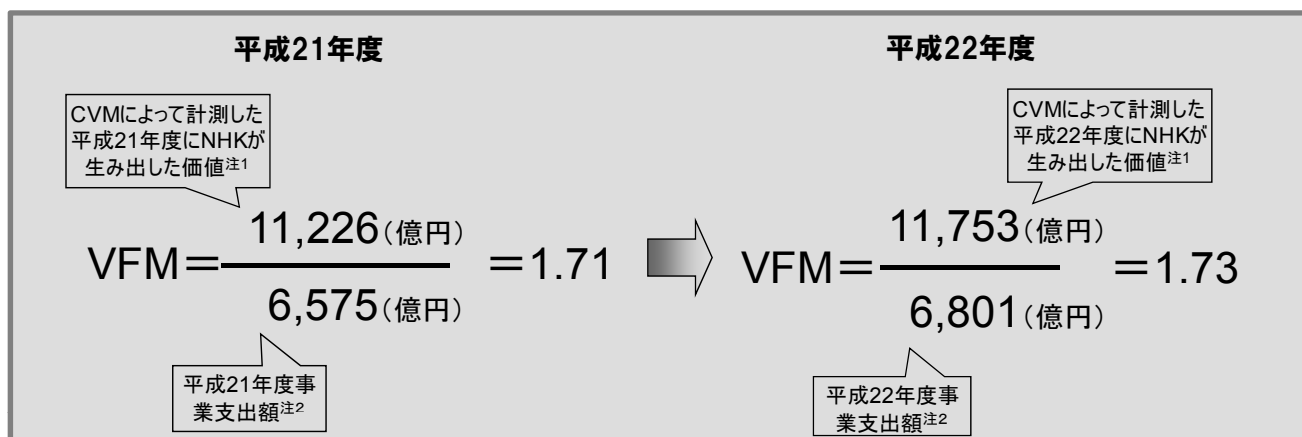 平成21年度
CVMによって計測した
平成21年度にNHKが
生み出した価値注1
VFM=11,226(億円)
6,575(億円)
=1.71
平成21年度事
業支出額注2
平成22年度
CVMによって計測した
平成22年度にNHKが
生み出した価値注1
VFM=11,753(億円)
6,801(億円)
=1.73
平成22年度事
業支出額注2